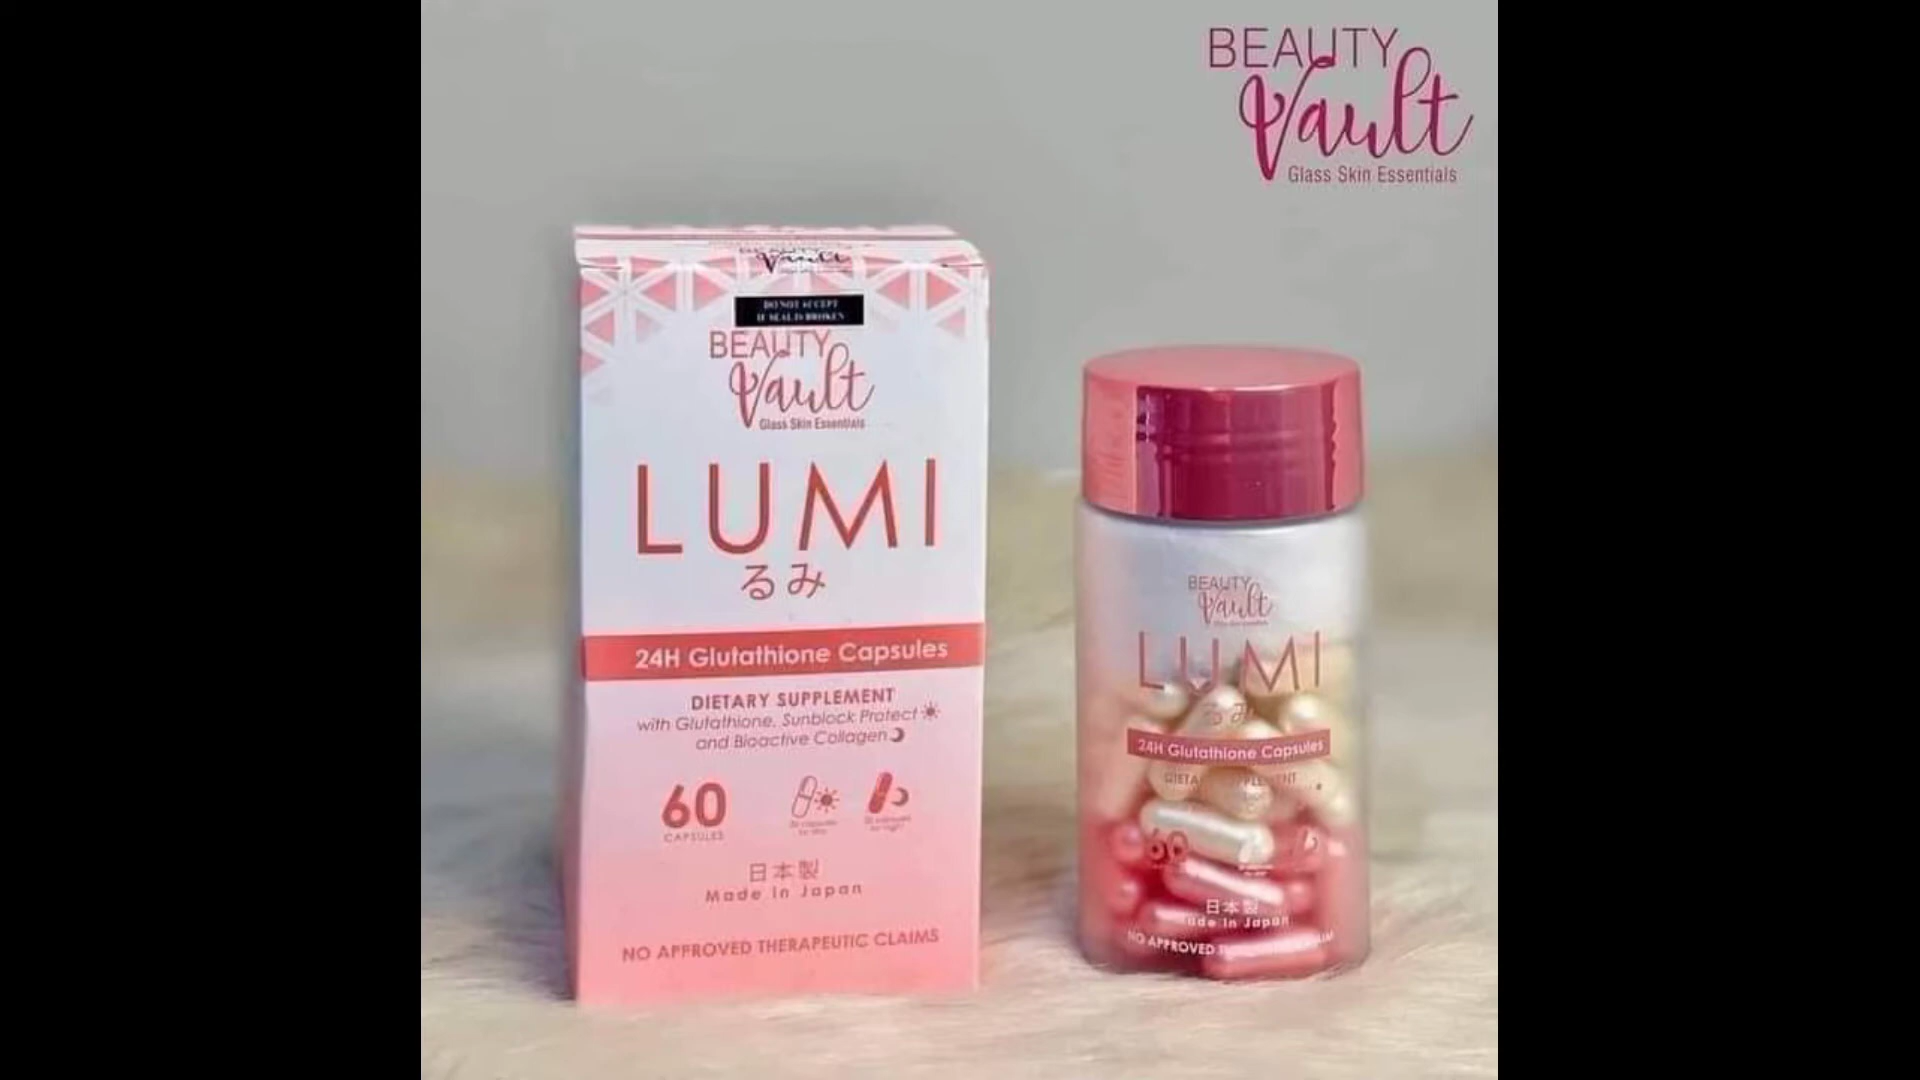 BEAUTY
Vault
Glass Skin Essentials
BEAUTY
Vault
DO NOT ACCEPT
IF SEAL IS BROKEN
BEAUTY
Vault
Glass Skin Essentials
LUMI
るみ
24H Glutathione Capsules
DIETARY SUPPLEMENT
with Glutathione, Sunblock Protect
and Bioactive Collagen
60
CAPSULES
日本製
Made in Japan
NO APPROVED THERAPEUTIC CLAIMS
BEAUTY
Vault
LUMI
るみ
24H Glutathione Capsules
60
日本製
Made in Japan
NO APPROVED